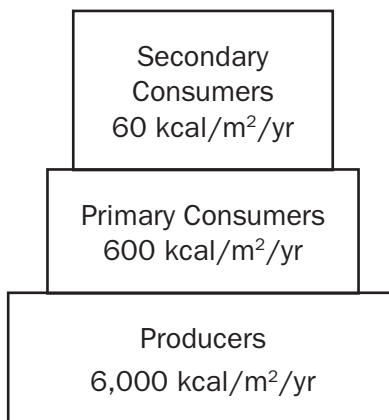 Secondary
Consumers
60 kcal/m²/yr
Primary Consumers
600 kcal/m²/yr
Producers
6,000 kcal/m²/yr